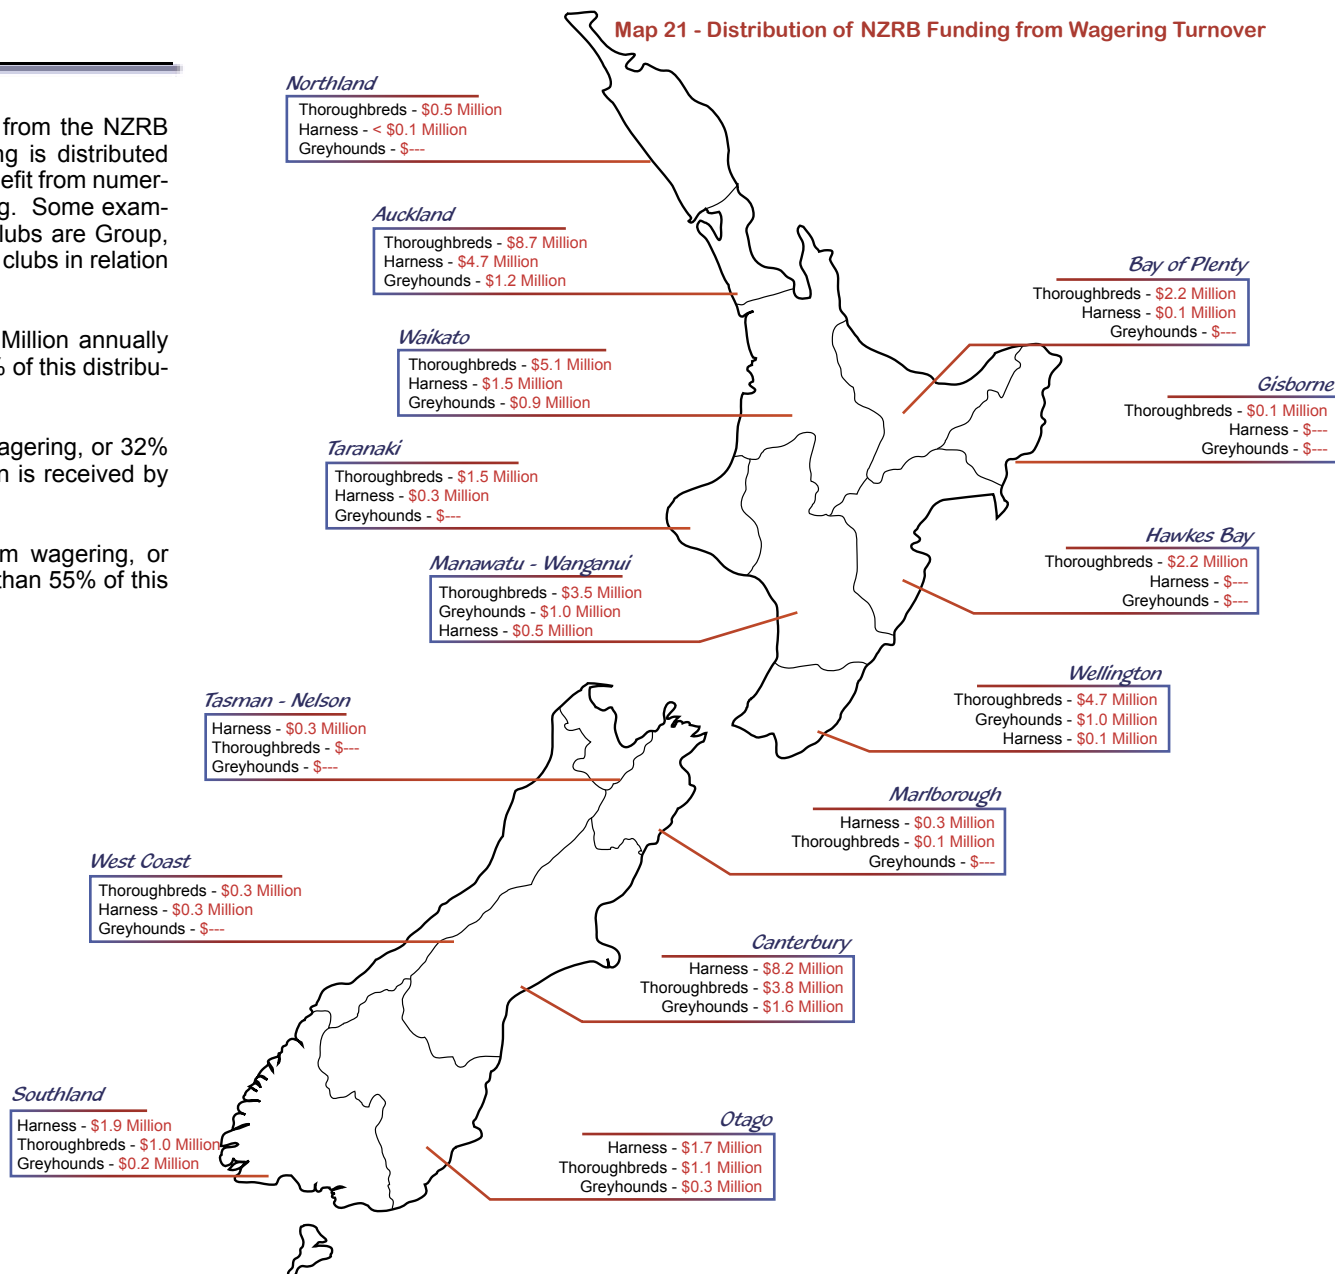 Map 21 - Distribution of NZRB Funding from Wagering Turnover
from the NZRB
ng is distributed
efit from numer-
g. Some exam-
lubs are Group,
clubs in relation
Million annually
% of this distribu-
agering, or 32%
n is received by
m wagering, or
than 55% of this
Northland
Thoroughbreds - $0.5 Million
Harness - < $0.1 Million
Greyhounds - $---
Auckland
Thoroughbreds - $8.7 Million
Harness - $4.7 Million
Greyhounds - $1.2 Million
Bay of Plenty
Thoroughbreds - $2.2 Million
Harness - $0.1 Million
Greyhounds - $---
Waikato
Thoroughbreds - $5.1 Million
Harness - $1.5 Million
Greyhounds - $0.9 Million
Gisborne
Thoroughbreds - $0.1 Million
Harness - $---
Greyhounds - $---
Taranaki
Thoroughbreds - $1.5 Million
Harness - $0.3 Million
Greyhounds - $---
Hawkes Bay
Thoroughbreds - $2.2 Million
Harness - $---
Greyhounds - $---
Manawatu - Wanganui
Thoroughbreds - $3.5 Million
Greyhounds - $1.0 Million
Harness - $0.5 Million
Wellington
Thoroughbreds - $4.7 Million
Greyhounds - $1.0 Million
Harness - $0.1 Million
Tasman - Nelson
Harness - $0.3 Million
Thoroughbreds - $---
Greyhounds - $---
Marlborough
Harness - $0.3 Million
Thoroughbreds - $0.1 Million
Greyhounds - $---
West Coast
Thoroughbreds - $0.3 Million
Harness - $0.3 Million
Greyhounds - $---
Canterbury
Harness - $8.2 Million
Thoroughbreds - $3.8 Million
Greyhounds - $1.6 Million
Southland
Harness - $1.9 Million
Thoroughbreds - $1.0 Million
Greyhounds - $0.2 Million
Otago
Harness - $1.7 Million
Thoroughbreds - $1.1 Million
Greyhounds - $0.3 Million